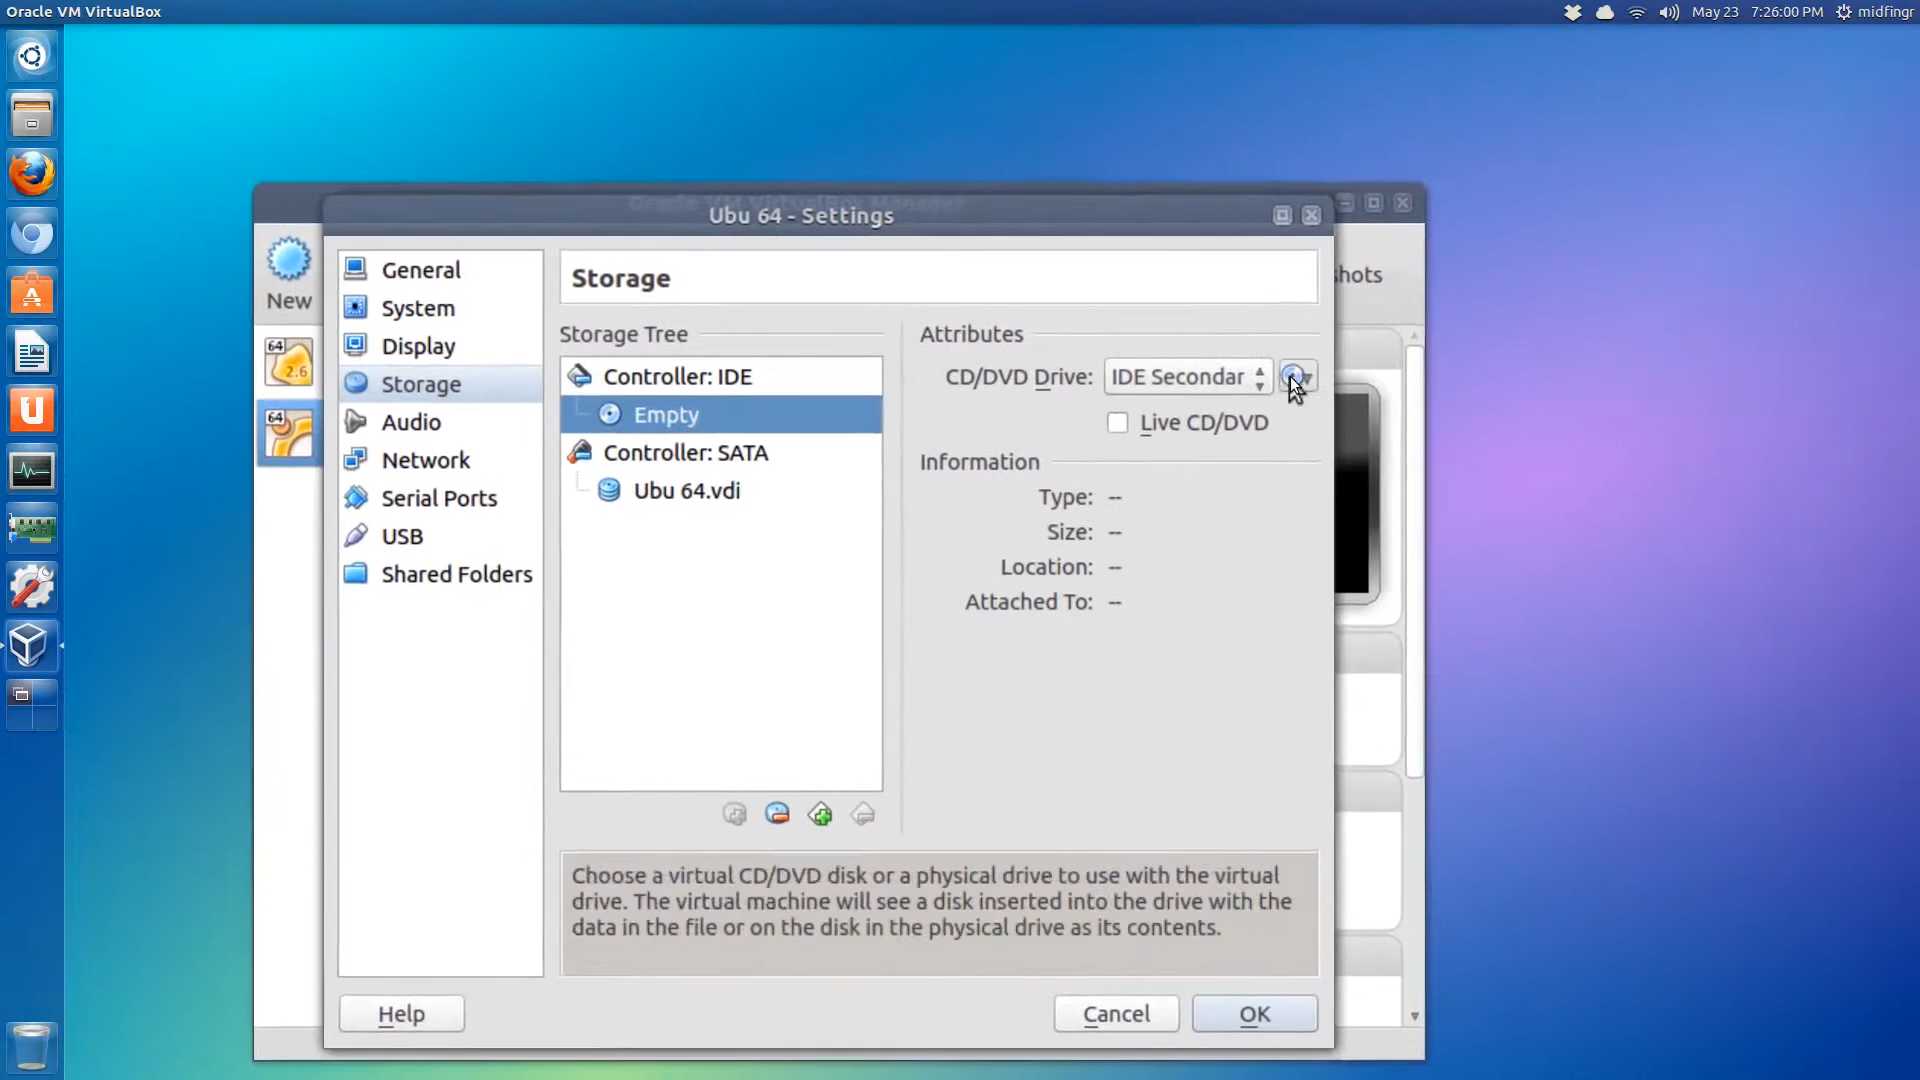 Oracle VM VirtualBox
May 23 7:26:00 PM midfingr
Oracle VM VirtualBox Manager
Ubu 64 - Settings
New
64
2.6
64
General
System
Display
Storage
Audio
Network
Serial Ports
USB
Shared Folders
Storage
Storage Tree
Controller: IDE
Empty
Controller: SATA
Ubu 64.vdi
Attributes
CD/DVD Drive: IDE Secondar
Live CD/DVD
Information
Type: --
Size: --
Location: --
Attached To: --
shots
Choose a virtual CD/DVD disk or a physical drive to use with the virtual
drive. The virtual machine will see a disk inserted into the drive with the
data in the file or on the disk in the physical drive as its contents.
Help
Cancel
OK